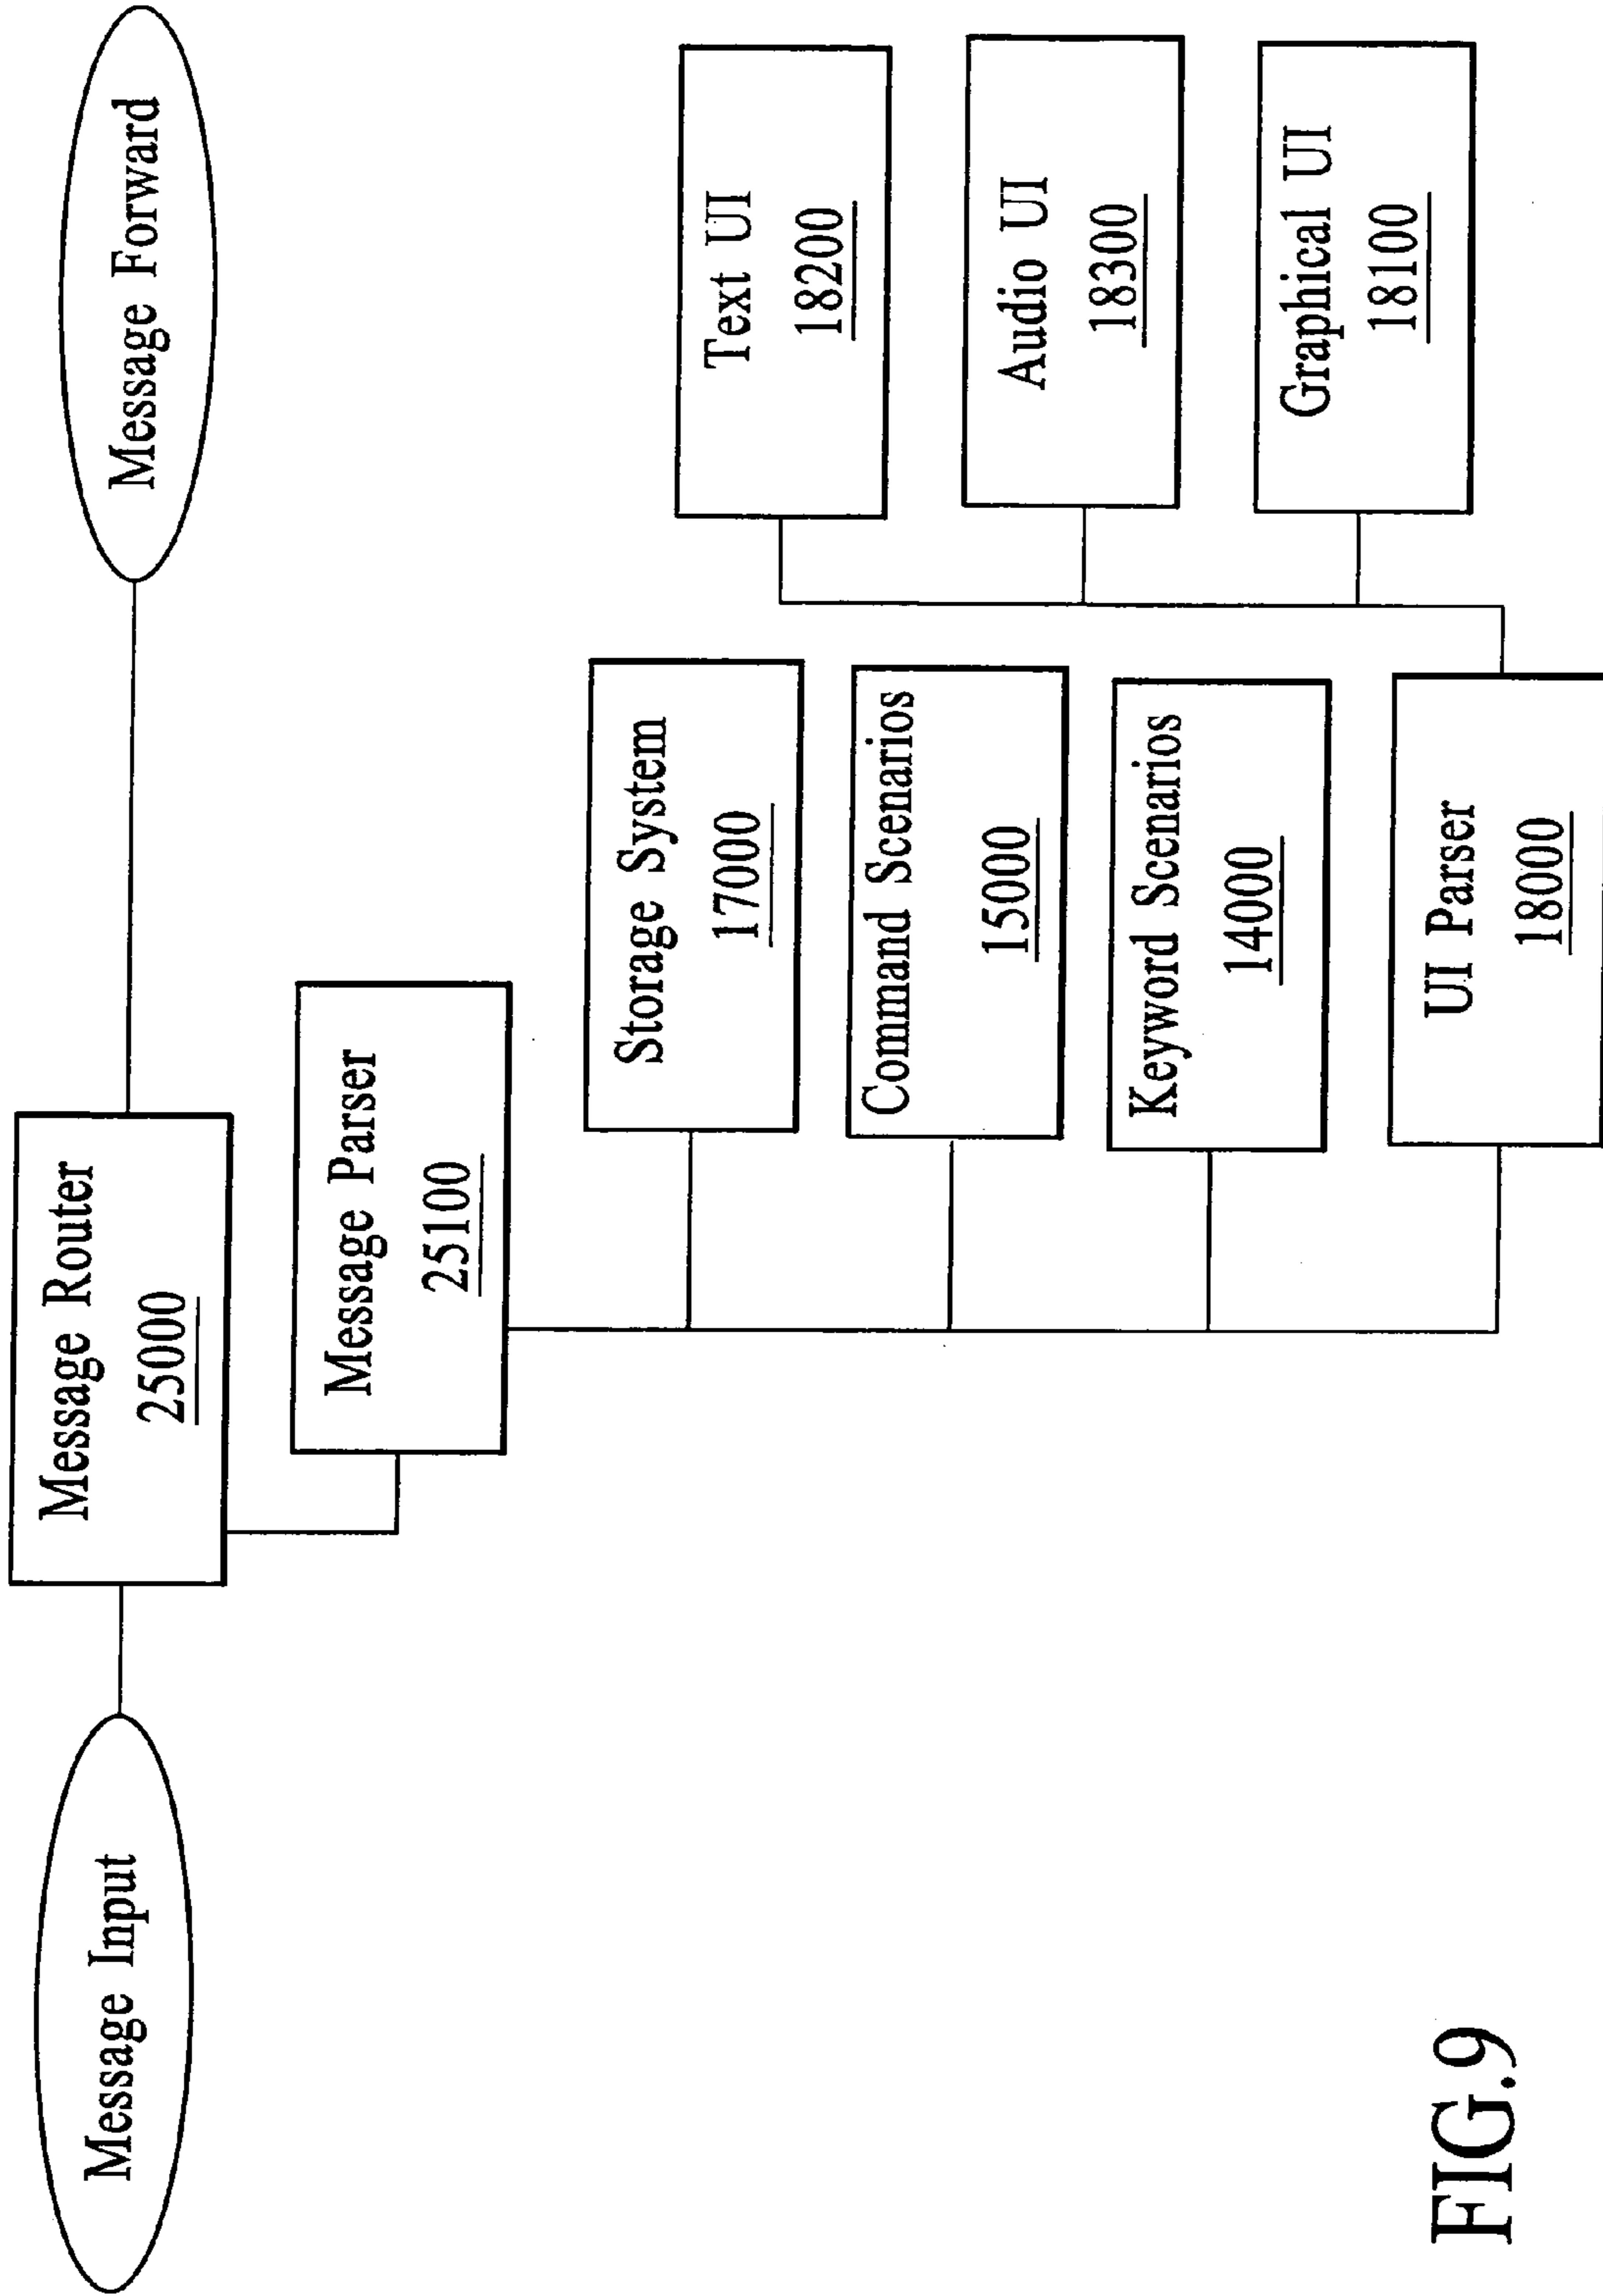 Message Input
Message Router
25000
Message Forward
Message Parser
25100
Storage System
17000
Command Scenarios
15000
Keyword Scenarios
14000
UI Parser
18000
Text UI
18200
Audio UI
18300
Graphical UI
18100
FIG.9